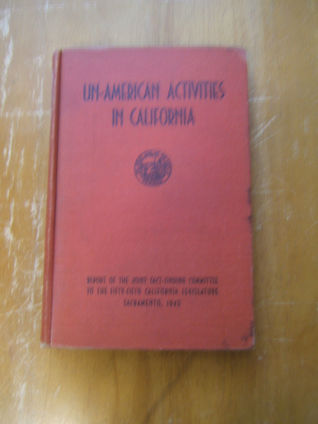 UN-AMERICAN ACTIVITIES
IN CALIFORNIA
REPORT OF THE JOINT FACT-FINDING COMMITTEE
TO THE FIFTY-FIFTH CALIFORNIA LEGISLATURE
SACRAMENTO, 1943